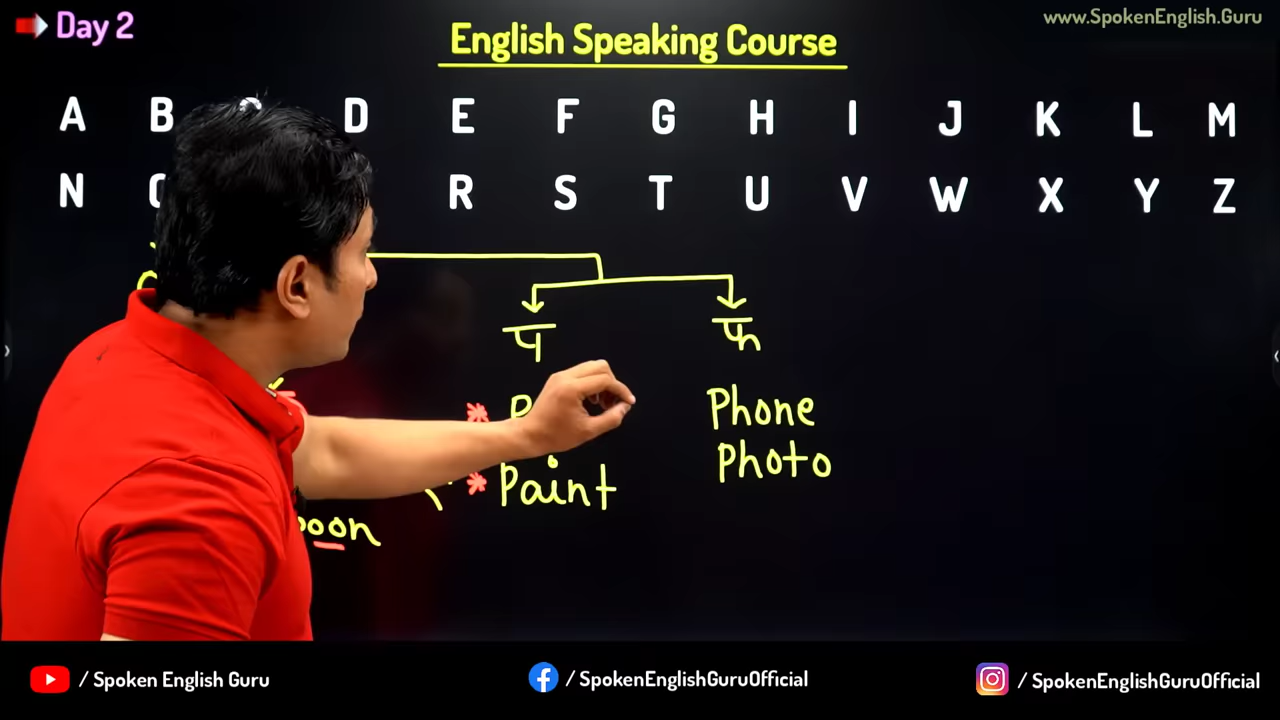 Day 2
English Speaking Course
www.SpokenEnglish.Guru
A B D E F G H I J K L M
N R S T U V W X Y Z
प फ
Phone
Photo
Paint
/ Spoken English Guru
/ SpokenEnglishGuruOfficial
/ SpokenEnglishGuruOfficial